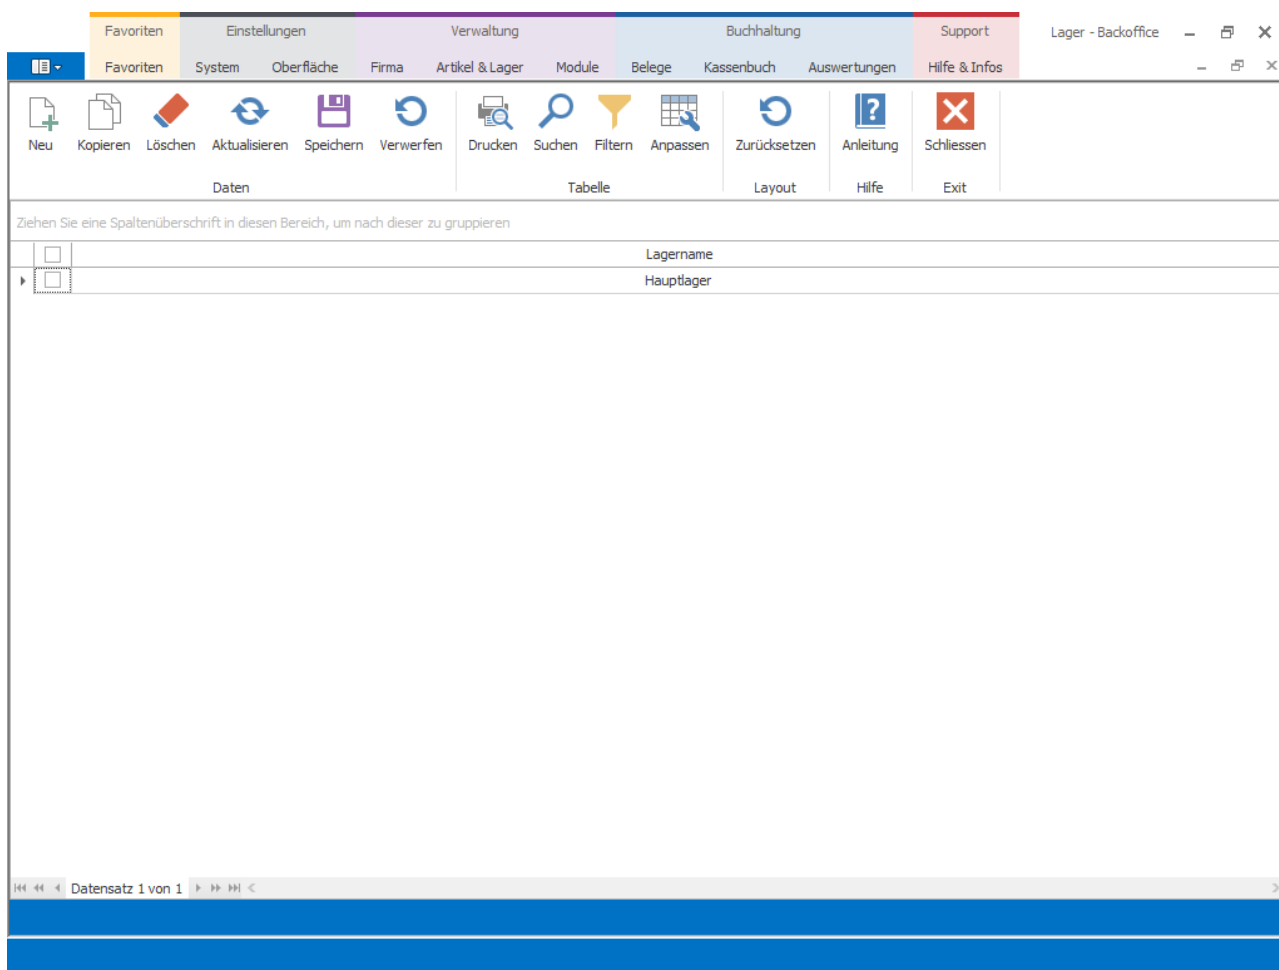 Favoriten Einstellungen Verwaltung Buchhaltung Support Lager - Backoffice
Favoriten System Oberfläche Firma Artikel & Lager Module Belege Kassenbuch Auswertungen Hilfe & Infos
Neu Kopieren Löschen Aktualisieren Speichern Verwerfen Drucken Suchen Filtern Anpassen Zurücksetzen Anleitung Schliessen
Daten Tabelle Layout Hilfe Exit
Ziehen Sie eine Spaltenüberschrift in diesen Bereich, um nach dieser zu gruppieren
Lagername
Hauptlager
Datensatz 1 von 1